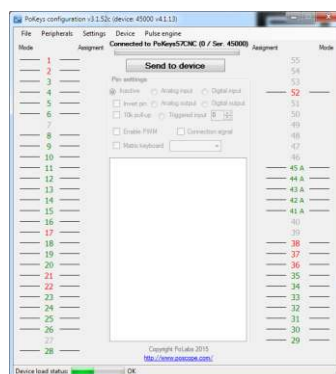 PoKeys configuration v3.1.52c (device: 45000 v4.1.13)
File Peripherals Settings Device Pulse engine
Mode Assignment Connected to PoKeys57CNC (0 / Ser: 45000) Assignment Mode
Send to device
Pin settings
Inactive Analog input Digital input
Invert pin Analog output Digital output
10k pull-up Triggered input 0
Enable PWM Connection signal
Matrix keyboard
1 55
2 54
3 53
4 52
5 51
6 50
7 49
8 48
9 47
10 46
11 45 A
12 44 A
13 43 A
14 42 A
15 41 A
16 40
17 39
18 38
19 37
20 36
21 35
22 34
23 33
24 32
25 31
26 30
27 29
28
Copyright PoLabs 2015
http://www.poscope.com/
Device load status: OK